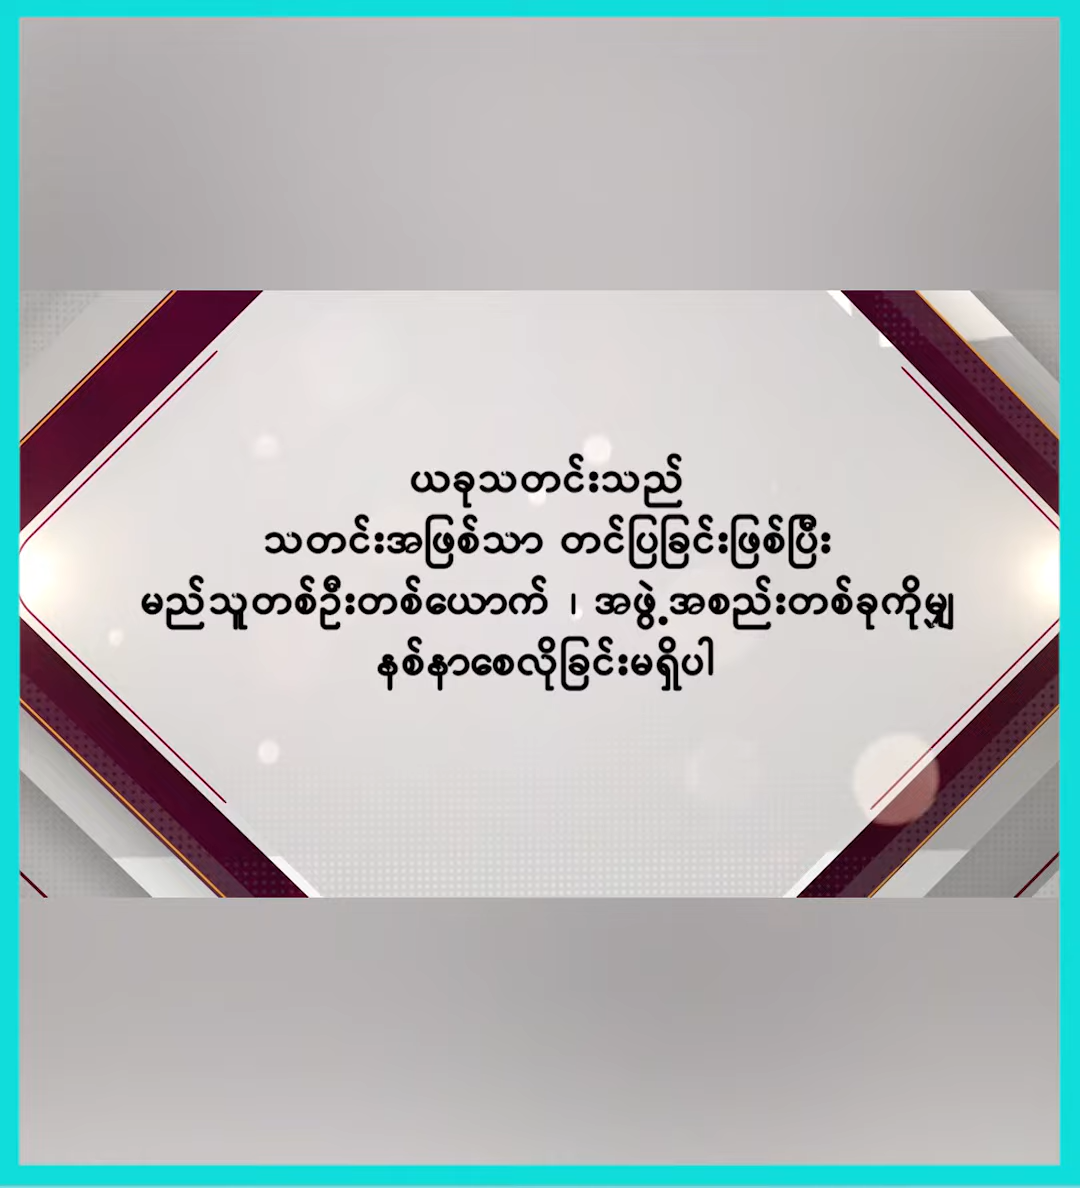 ယခုသတင်းသည်
သတင်းအဖြစ်သာ တင်ပြခြင်းဖြစ်ပြီး
မည်သူတစ်ဦးတစ်ယောက် ၊ အဖွဲ့အစည်းတစ်ခုကိုမျှ
နစ်နာစေလိုခြင်းမရှိပါ